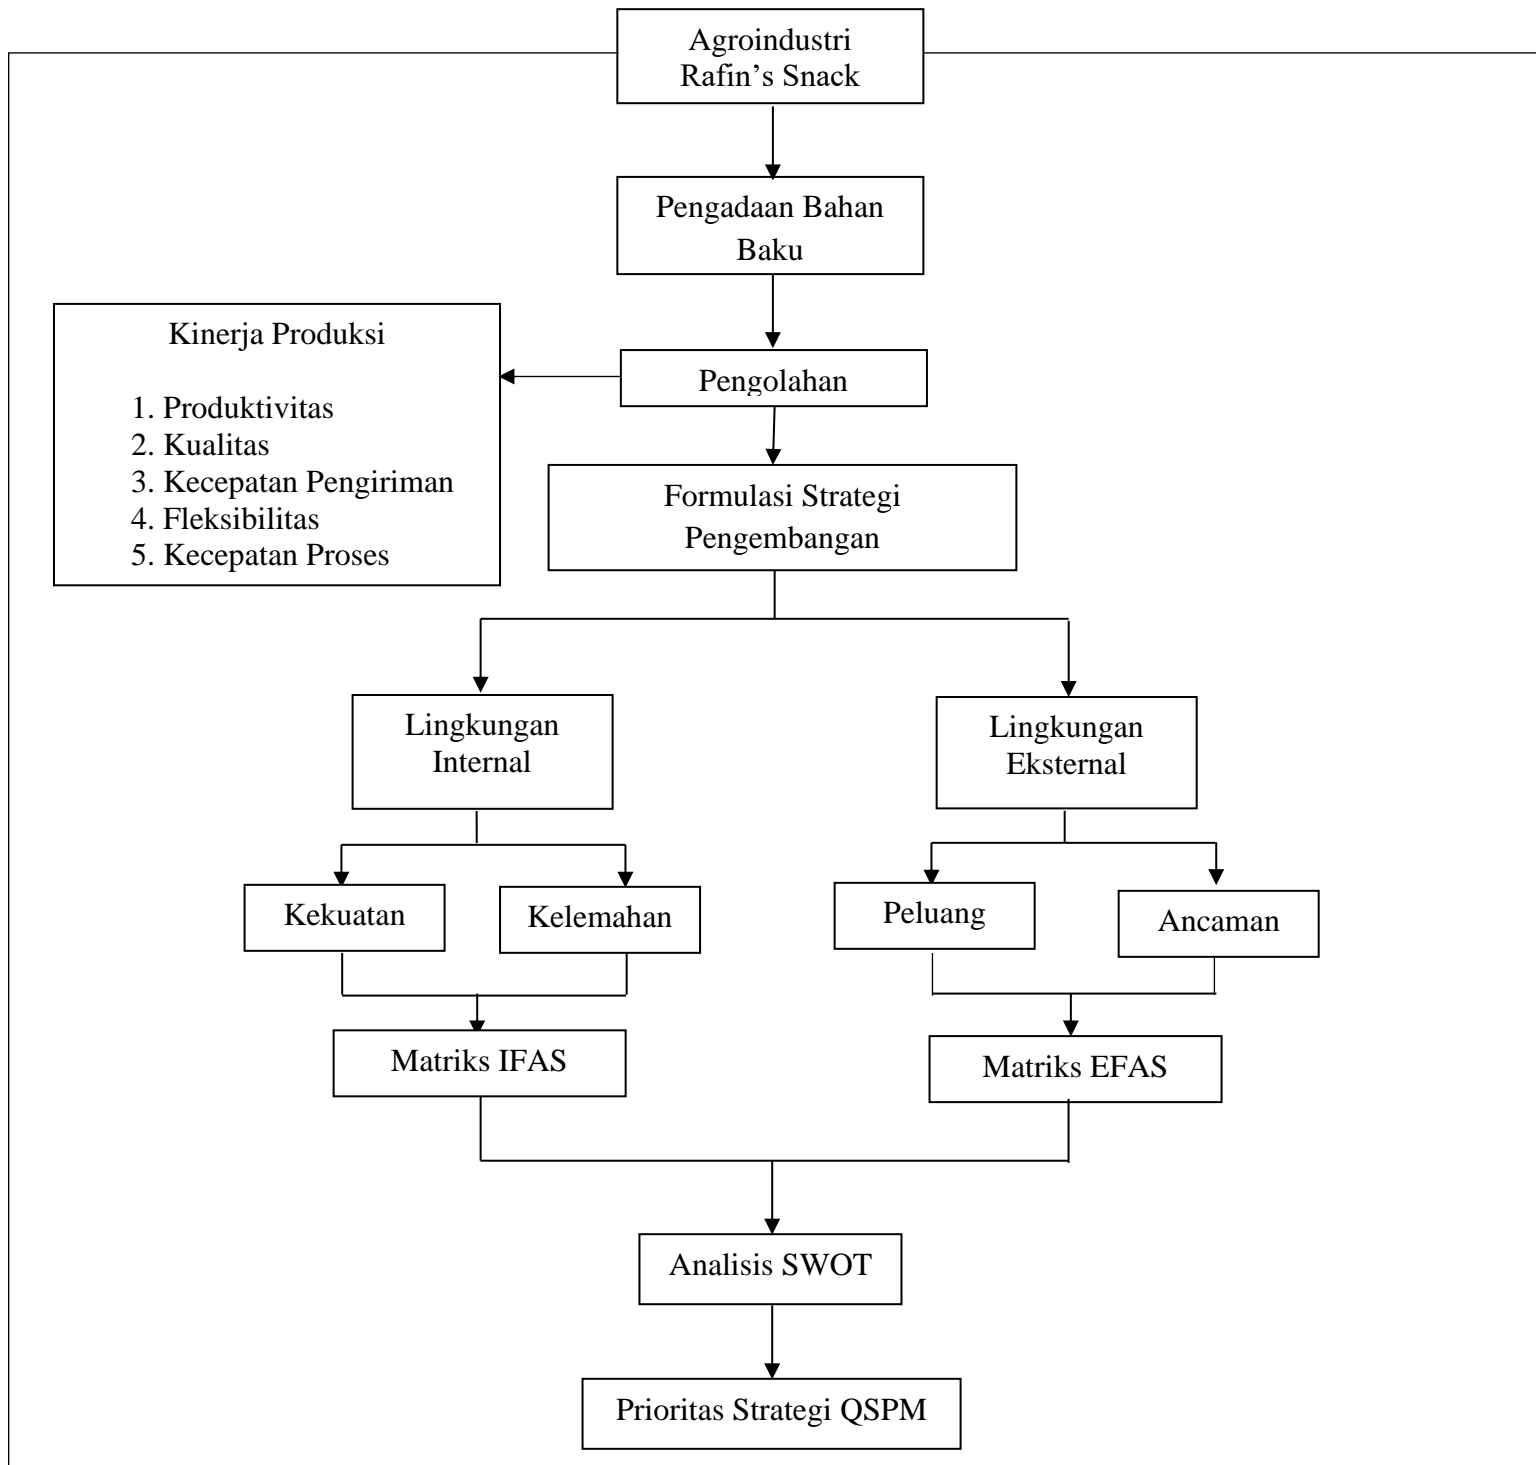 Agroindustri
Rafin’s Snack
Pengadaan Bahan
Baku
Kinerja Produksi
1. Produktivitas
2. Kualitas
3. Kecepatan Pengiriman
4. Fleksibilitas
5. Kecepatan Proses
Pengolahan
Formulasi Strategi
Pengembangan
Lingkungan
Internal
Lingkungan
Eksternal
Kekuatan
Kelemahan
Peluang
Ancaman
Matriks IFAS
Matriks EFAS
Analisis SWOT
Prioritas Strategi QSPM